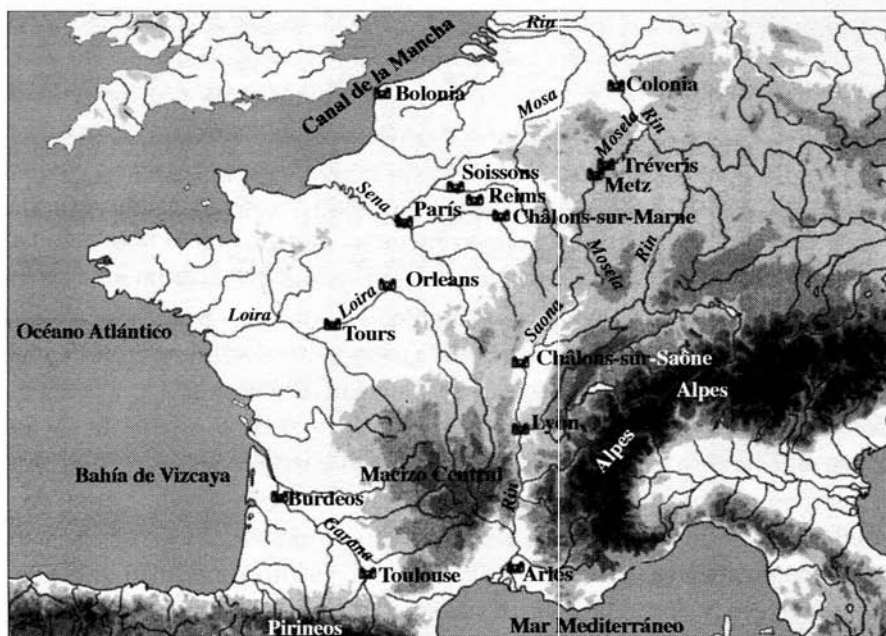 Rin
Canal de la Mancha
Bolonia
Colonia
Mosa
Mosela
Rin
Tréveris
Metz
Soissons
Reims
Sena
París
Châlons-sur-Marne
Mosela
Rin
Orleans
Loira
Loira
Tours
Saona
Océano Atlántico
Châlons-sur-Saône
Alpes
Lyon
Alpes
Bahía de Vizcaya
Macizo Central
Burdeos
Rin
Garona
Toulouse
Arlés
Pirineos
Mar Mediterráneo